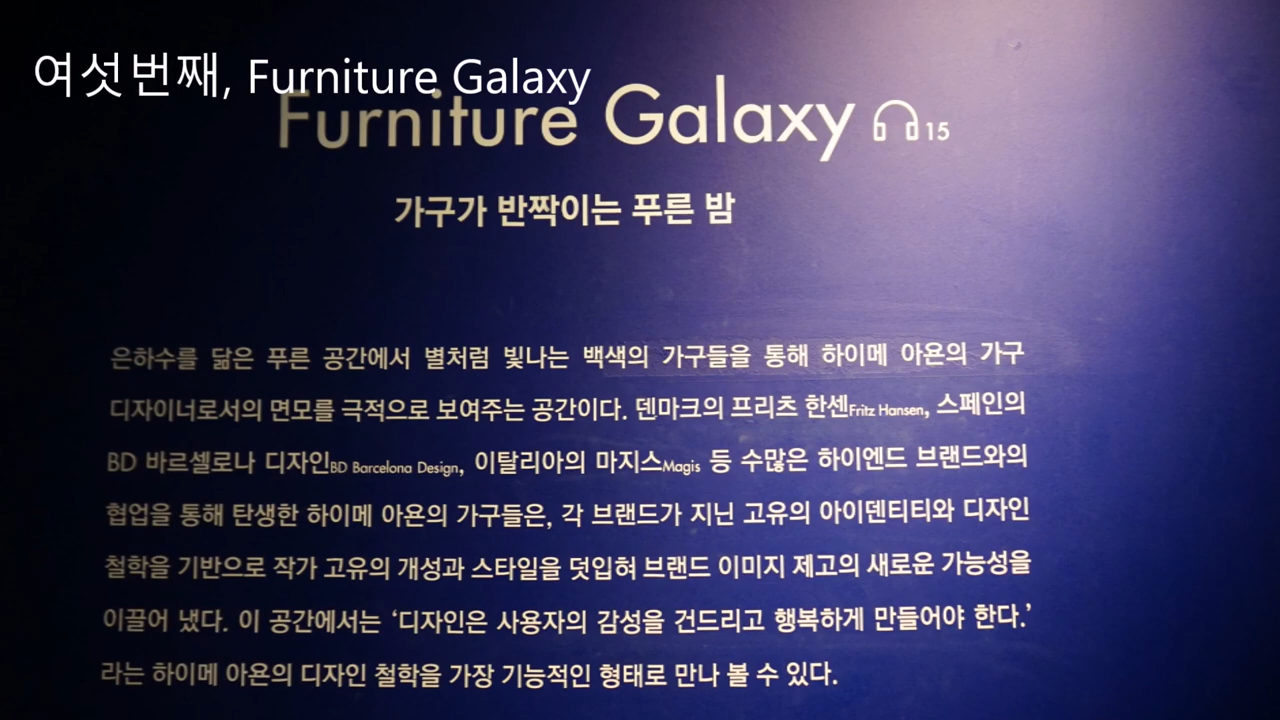 여섯번째, Furniture Galaxy
Furniture Galaxy 15
가구가 반짝이는 푸른 밤
은하수를 닮은 푸른 공간에서 별처럼 빛나는 백색의 가구들을 통해 하이메 아욘의 가구
디자이너로서의 면모를 극적으로 보여주는 공간이다. 덴마크의 프리츠 한센Fritz Hansen, 스페인의
BD 바르셀로나 디자인BD Barcelona Design, 이탈리아의 마지스Magis 등 수많은 하이엔드 브랜드와의
협업을 통해 탄생한 하이메 아욘의 가구들은, 각 브랜드가 지닌 고유의 아이덴티티와 디자인
철학을 기반으로 작가 고유의 개성과 스타일을 덧입혀 브랜드 이미지 제고의 새로운 가능성을
이끌어 냈다. 이 공간에서는 ‘디자인은 사용자의 감성을 건드리고 행복하게 만들어야 한다.’
라는 하이메 아욘의 디자인 철학을 가장 기능적인 형태로 만나 볼 수 있다.